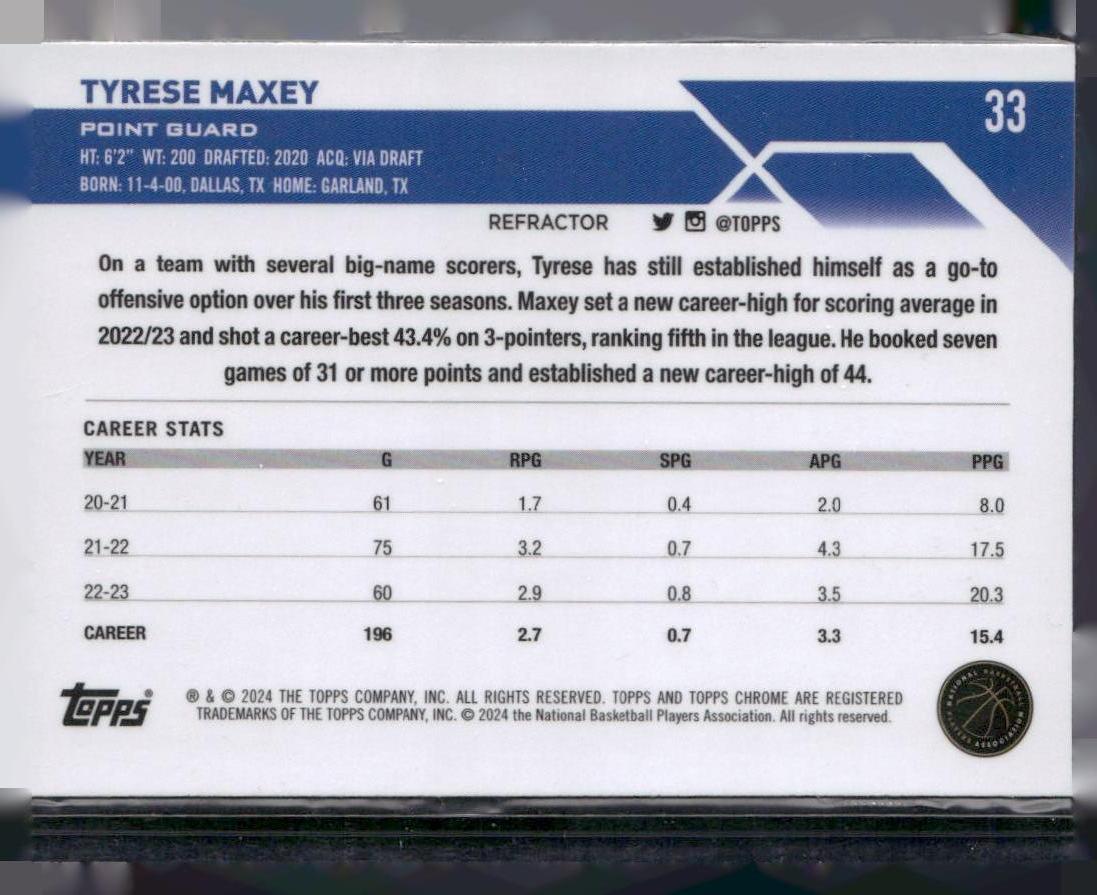 TYRESE MAXEY
33
POINT GUARD
HT: 6'2" WT: 200 DRAFTED: 2020 ACQ: VIA DRAFT
BORN: 11-4-00, DALLAS, TX HOME: GARLAND, TX
REFRACTOR @TOPPS
On a team with several big-name scorers, Tyrese has still established himself as a go-to
offensive option over his first three seasons. Maxey set a new career-high for scoring average in
2022/23 and shot a career-best 43.4% on 3-pointers, ranking fifth in the league. He booked seven
games of 31 or more points and established a new career-high of 44.
CAREER STATS
YEAR G RPG SPG APG PPG
20-21 61 1.7 0.4 2.0 8.0
21-22 75 3.2 0.7 4.3 17.5
22-23 60 2.9 0.8 3.5 20.3
CAREER 196 2.7 0.7 3.3 15.4
Topps®
® & © 2024 THE TOPPS COMPANY, INC. ALL RIGHTS RESERVED. TOPPS AND TOPPS CHROME ARE REGISTERED
TRADEMARKS OF THE TOPPS COMPANY, INC. © 2024 the National Basketball Players Association. All rights reserved.
NATIONAL BASKETBALL PLAYERS ASSOCIATION